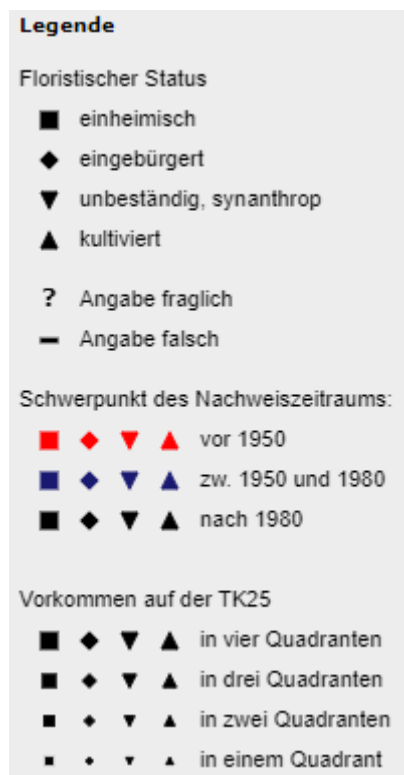 Legende
Floristischer Status
einheimisch
eingebürgert
unbeständig, synanthrop
kultiviert
? Angabe fraglich
Angabe falsch
Schwerpunkt des Nachweiszeitraums:
vor 1950
zw. 1950 und 1980
nach 1980
Vorkommen auf der TK25
in vier Quadranten
in drei Quadranten
in zwei Quadranten
in einem Quadrant